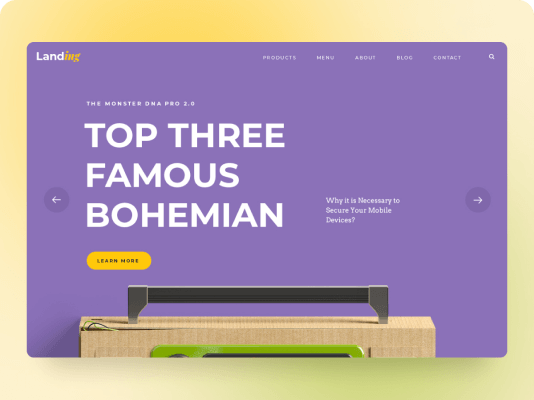 Landing
PRODUCTS MENU ABOUT BLOG CONTACT
THE MONSTER DNA PRO 2.0
TOP THREE
FAMOUS
BOHEMIAN
Why it is Necessary to
Secure Your Mobile
Devices?
LEARN MORE